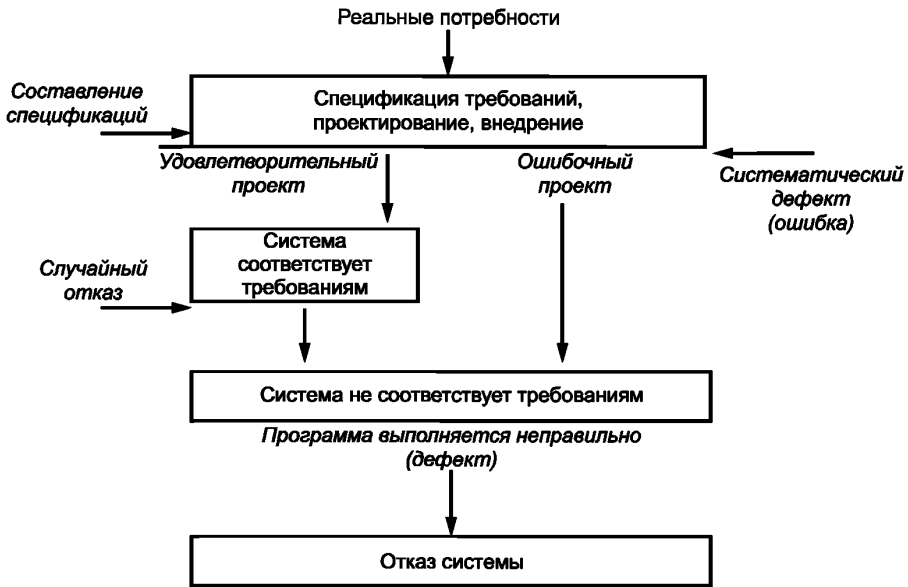 Реальные потребности
Составление
спецификаций
Спецификация требований,
проектирование, внедрение
Удовлетворительный
проект
Ошибочный
проект
Систематический
дефект
(ошибка)
Случайный
отказ
Система
соответствует
требованиям
Система не соответствует требованиям
Программа выполняется неправильно
(дефект)
Отказ системы